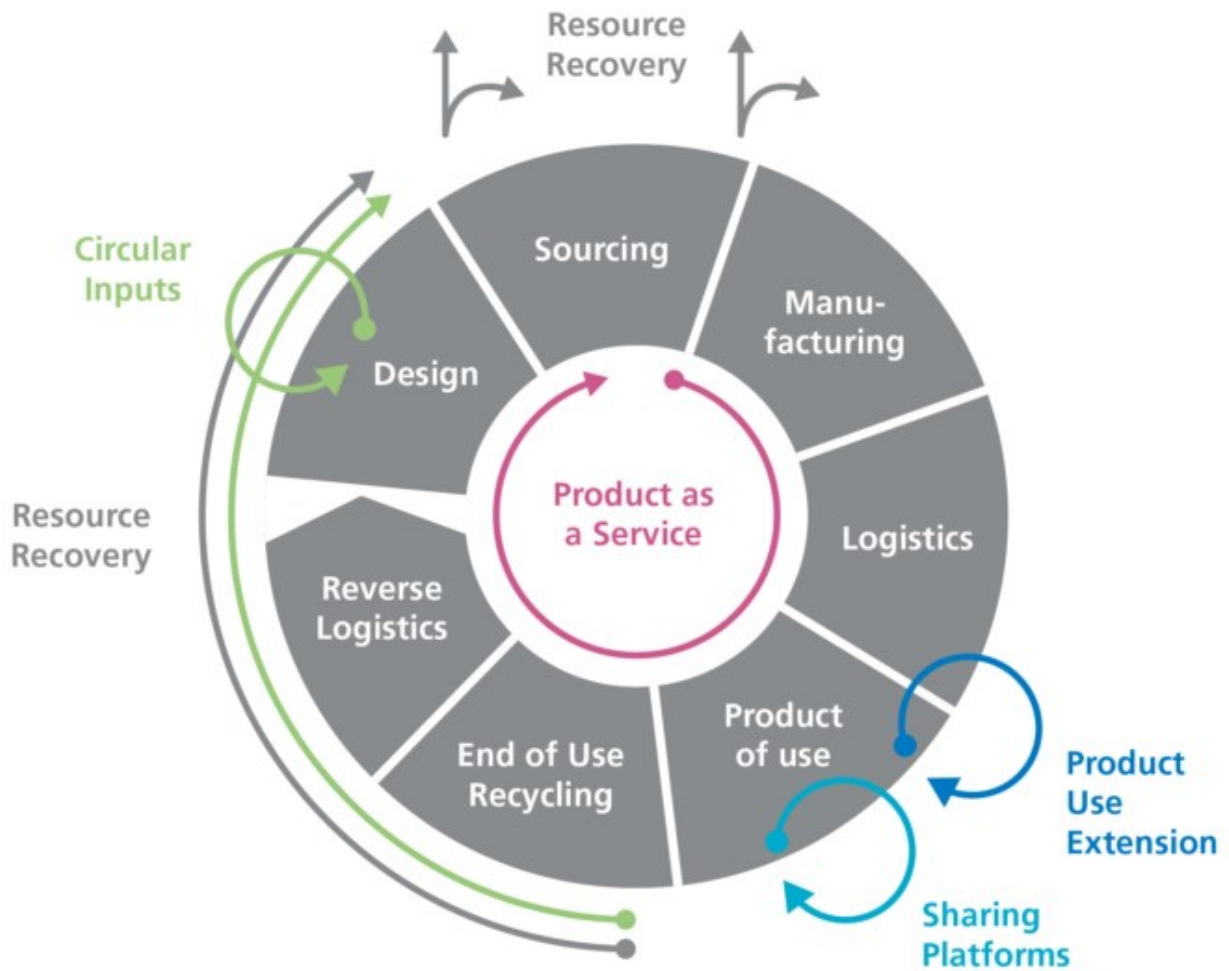 Resource
Recovery
Circular
Inputs
Sourcing
Manu-
facturing
Design
Product as
a Service
Resource
Recovery
Logistics
Reverse
Logistics
Product
of use
End of Use
Recycling
Product
Use
Extension
Sharing
Platforms